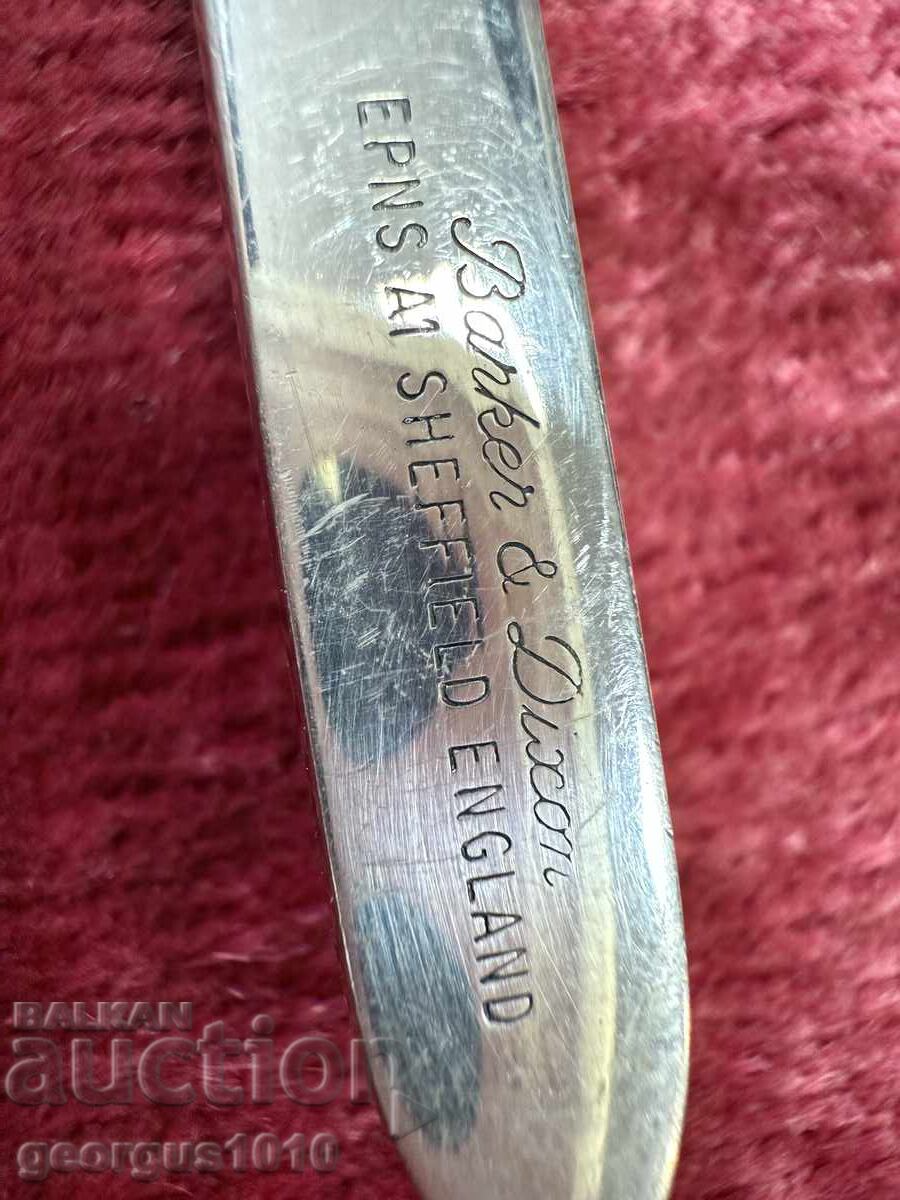 Barker & Dixon
EPNS A1 SHEFFIELD ENGLAND
BALKAN
auction
georgus1010